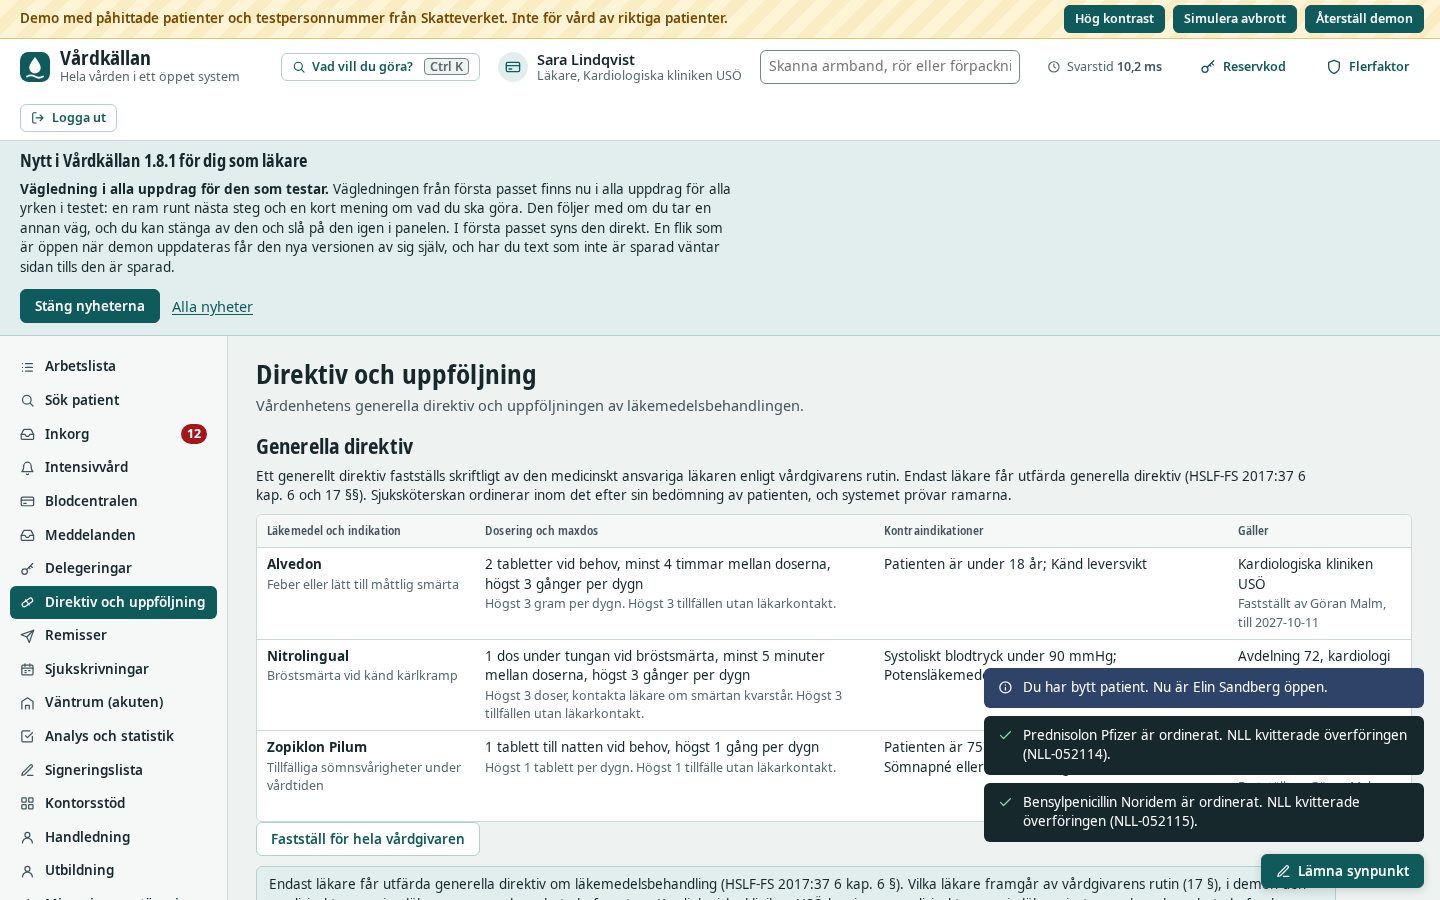 Demo med påhittade patienter och testpersonnummer från Skatteverket. Inte för vård av riktiga patienter.
Hög kontrast
Simulera avbrott
Återställ demon
Vårdkällan
Hela vården i ett öppet system
Vad vill du göra?
Ctrl K
Sara Lindqvist
Läkare, Kardiologiska kliniken USÖ
Skanna armband, rör eller förpackni
Svarstid 10,2 ms
Reservkod
Flerfaktor
Logga ut
Nytt i Vårdkällan 1.8.1 för dig som läkare
Vägledning i alla uppdrag för den som testar. Vägledningen från första passet finns nu i alla uppdrag för alla
yrken i testet: en ram runt nästa steg och en kort mening om vad du ska göra. Den följer med om du tar en
annan väg, och du kan stänga av den och slå på den igen i panelen. I första passet syns den direkt. En flik som
är öppen när demon uppdateras får den nya versionen av sig själv, och har du text som inte är sparad väntar
sidan tills den är sparad.
Stäng nyheterna
Alla nyheter
Arbetslista
Sök patient
Inkorg
12
Intensivvård
Blodcentralen
Meddelanden
Delegeringar
Direktiv och uppföljning
Remisser
Sjukskrivningar
Väntrum (akuten)
Analys och statistik
Signeringslista
Kontorsstöd
Handledning
Utbildning
Direktiv och uppföljning
Vårdenhetens generella direktiv och uppföljningen av läkemedelsbehandlingen.
Generella direktiv
Ett generellt direktiv fastställs skriftligt av den medicinskt ansvariga läkaren enligt vårdgivarens rutin. Endast läkare får utfärda generella direktiv (HSLF-FS 2017:37 6
kap. 6 och 17 §§). Sjuksköterskan ordinerar inom det efter sin bedömning av patienten, och systemet prövar ramarna.
Läkemedel och indikation
Dosering och maxdos
Kontraindikationer
Gäller
Alvedon
Feber eller lätt till måttlig smärta
2 tabletter vid behov, minst 4 timmar mellan doserna,
högst 3 gånger per dygn
Högst 3 gram per dygn. Högst 3 tillfällen utan läkarkontakt.
Patienten är under 18 år; Känd leversvikt
Kardiologiska kliniken
USÖ
Fastställt av Göran Malm,
till 2027-10-11
Nitrolingual
Bröstsmärta vid känd kärlkramp
1 dos under tungan vid bröstsmärta, minst 5 minuter
mellan doserna, högst 3 gånger per dygn
Högst 3 doser, kontakta läkare om smärtan kvarstår. Högst 3
tillfällen utan läkarkontakt.
Systoliskt blodtryck under 90 mmHg;
Avdelning 72, kardiologi
Zopiklon Pilum
Tillfälliga sömnsvårigheter under
vårdtiden
1 tablett till natten vid behov, högst 1 gång per dygn
Högst 1 tablett per dygn. Högst 1 tillfälle utan läkarkontakt.
Patienten är 75
Sömnapné eller
Du har bytt patient. Nu är Elin Sandberg öppen.
Prednisolon Pfizer är ordinerat. NLL kvitterade överföringen
(NLL-052114).
Bensylpenicillin Noridem är ordinerat. NLL kvitterade
överföringen (NLL-052115).
Fastställ för hela vårdgivaren
Lämna synpunkt
Endast läkare får utfärda generella direktiv om läkemedelsbehandling (HSLF-FS 2017:37 6 kap. 6 §). Vilka läkare framgår av vårdgivarens rutin (17 §), i